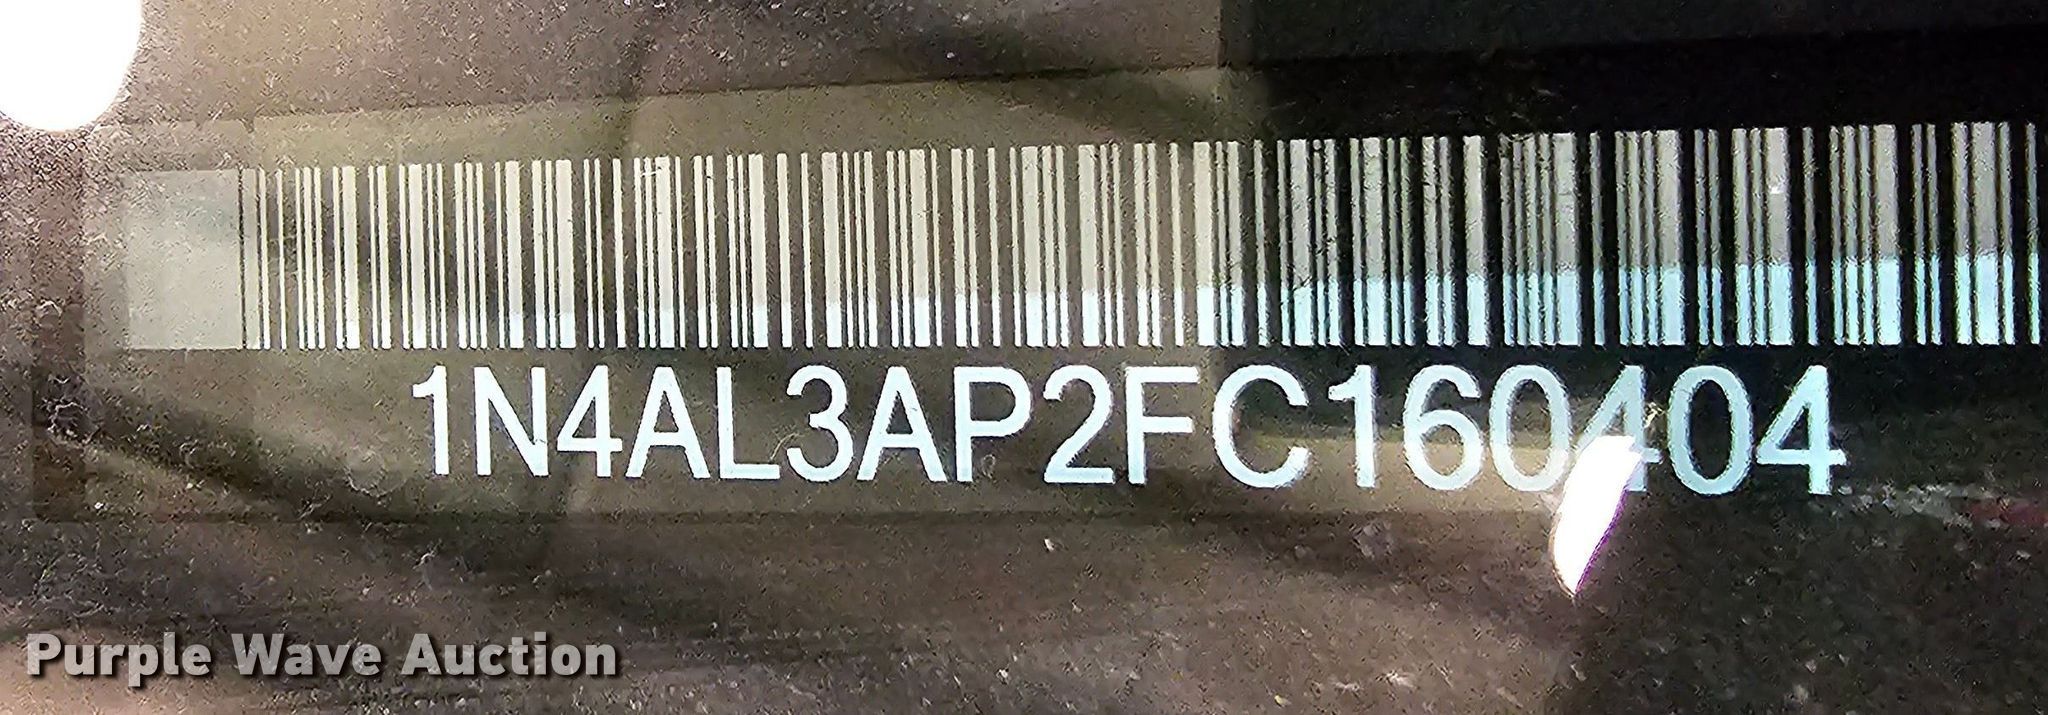 1N4AL3AP2FC160404
Purple Wave Auction